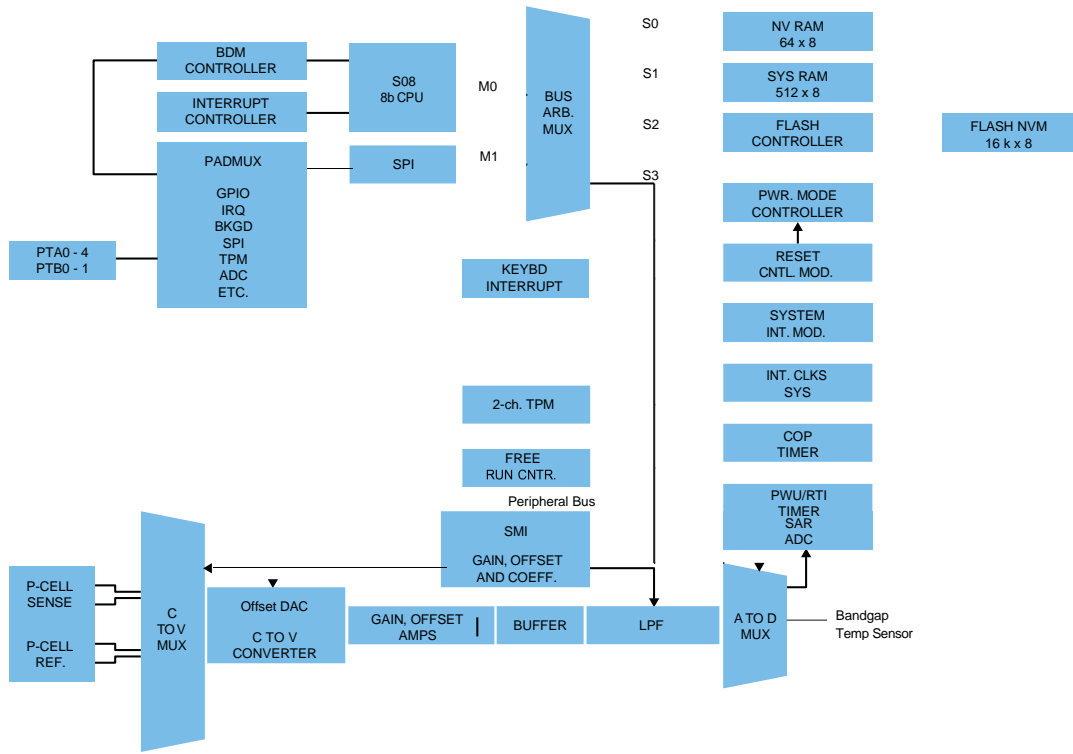 BDM
CONTROLLER
INTERRUPT
CONTROLLER
S08
8b CPU
PADMUX
GPIO
IRQ
BKGD
SPI
TPM
ADC
ETC.
SPI
PTA0 - 4
PTB0 - 1
M0
M1
BUS
ARB.
MUX
S0
S1
S2
S3
NV RAM
64 x 8
SYS RAM
512 x 8
FLASH
CONTROLLER
FLASH NVM
16 k x 8
PWR. MODE
CONTROLLER
RESET
CNTL. MOD.
KEYBD
INTERRUPT
SYSTEM
INT. MOD.
INT. CLKS
SYS
2-ch. TPM
COP
TIMER
FREE
RUN CNTR.
PWU/RTI
TIMER
SAR
ADC
Peripheral Bus
SMI
GAIN, OFFSET
AND COEFF.
P-CELL
SENSE
P-CELL
REF.
C
TO V
MUX
Offset DAC
C TO V
CONVERTER
GAIN, OFFSET
AMPS
BUFFER
LPF
A TO D
MUX
Bandgap
Temp Sensor